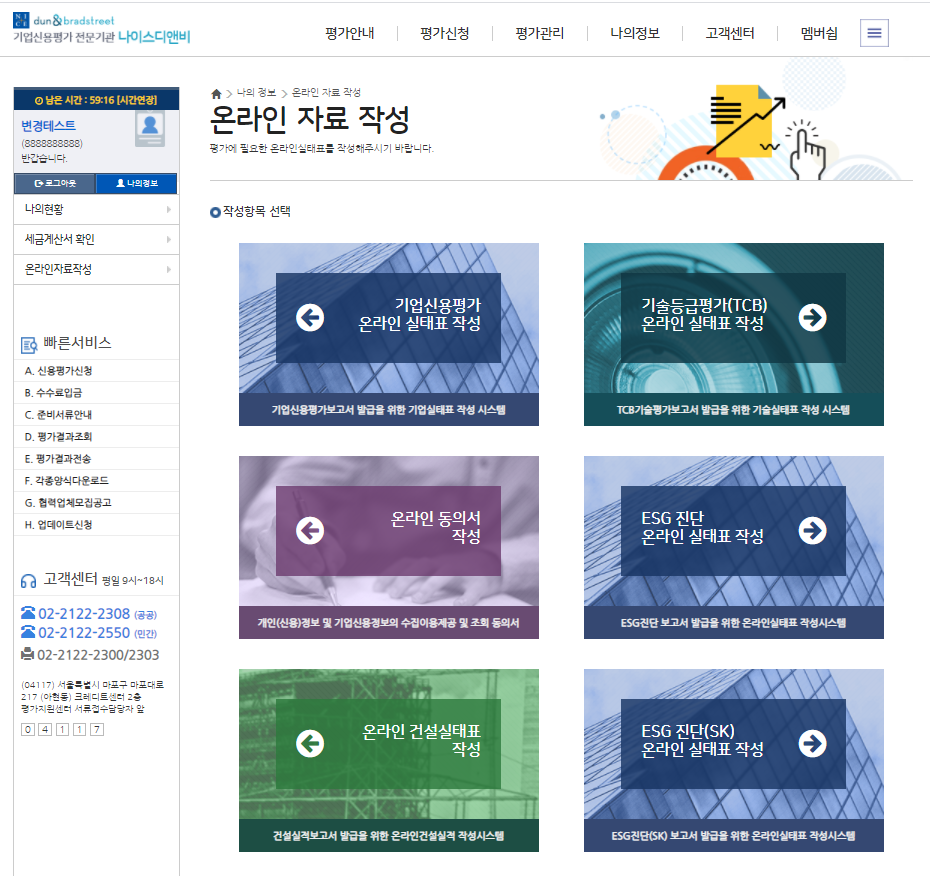 NICE dun&bradstreet
기업신용평가 전문기관 나이스디앤비
평가안내 평가신청 평가관리 나의정보 고객센터 멤버쉽
남은 시간 : 59:16 [시간연장]
변경테스트
(8888888888)
반갑습니다.
로그아웃 나의정보
나의현황
세금계산서 확인
온라인자료작성
빠른서비스
A. 신용평가신청
B. 수수료입금
C. 준비서류안내
D. 평가결과조회
E. 평가결과전송
F. 각종양식다운로드
G. 협력업체모집공고
H. 업데이트신청
고객센터 평일 9시~18시
02-2122-2308 (공공)
02-2122-2550 (민간)
02-2122-2300/2303
(04117) 서울특별시 마포구 마포대로
217 (아현동) 크레디트센터 2층
평가지원센터 서류접수담당자 앞
0 4 1 1 7
나의 정보 온라인 자료 작성
온라인 자료 작성
평가에 필요한 온라인실태표를 작성해주시기 바랍니다.
작성항목 선택
기업신용평가
온라인 실태표 작성
기업신용평가보고서 발급을 위한 기업실태표 작성 시스템
기술등급평가(TCB)
온라인 실태표 작성
TCB기술평가보고서 발급을 위한 기술실태표 작성 시스템
온라인 동의서
작성
개인(신용)정보 및 기업신용정보의 수집이용제공 및 조회 동의서
ESG 진단
온라인 실태표 작성
ESG진단 보고서 발급을 위한 온라인실태표 작성시스템
온라인 건설실태표
작성
건설실적보고서 발급을 위한 온라인건설실적 작성시스템
ESG 진단(SK)
온라인 실태표 작성
ESG진단(SK) 보고서 발급을 위한 온라인실태표 작성시스템